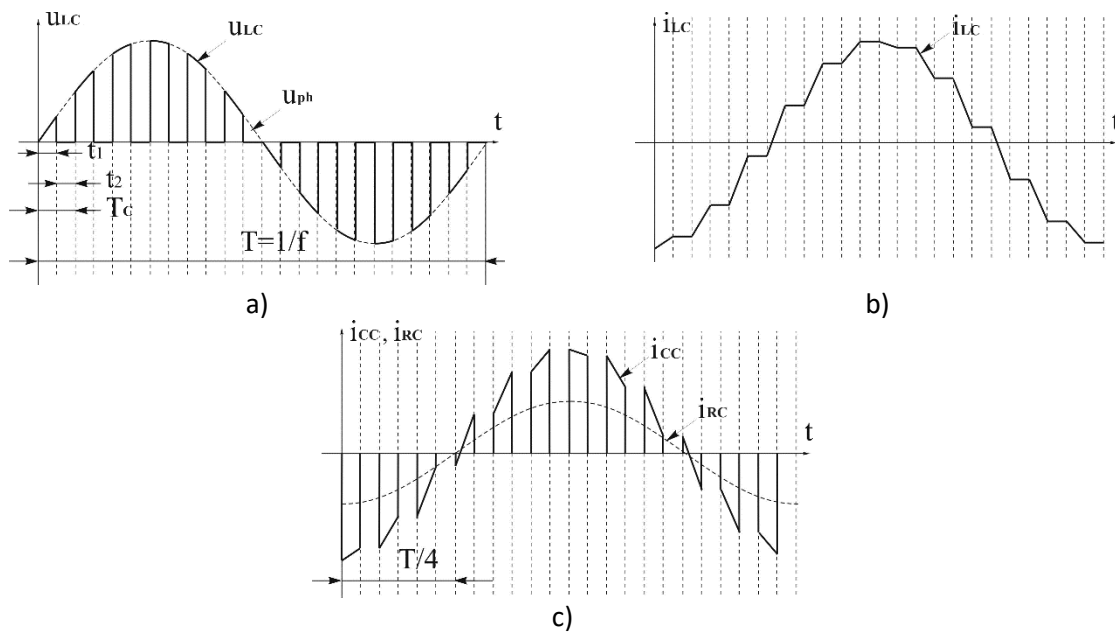 uLC
uLC
uph
t
t1
t2
TC
T=1/f
a)
iLC
iLC
t
b)
iCC, iRC
iCC
iRC
t
T/4
c)